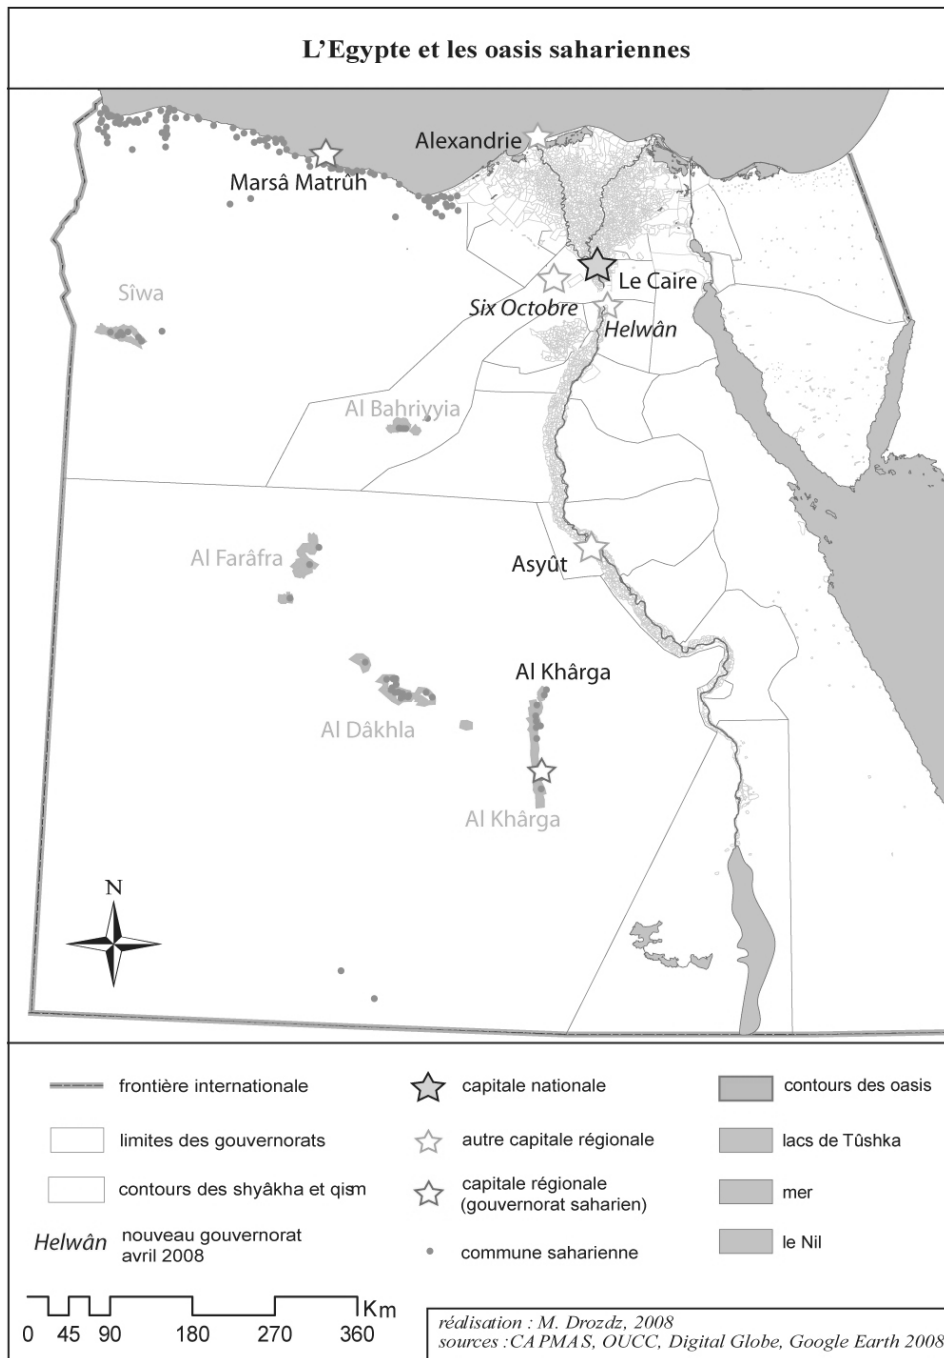 L'Egypte et les oasis sahariennes
Alexandrie
Marsâ Matrûh
Le Caire
Sîwa
Six Octobre
Helwân
Al Bahriyyia
Al Farâfra
Asyût
Al Khârga
Al Dâkhla
Al Khârga
N
frontière internationale
limites des gouvernorats
contours des shyâkha et qism
Helwân
nouveau gouvernorat
avril 2008
capitale nationale
autre capitale régionale
capitale régionale
(gouvernorat saharien)
commune saharienne
contours des oasis
lacs de Tûshka
mer
le Nil
Km
0 45 90 180 270 360
réalisation : M. Drozdz, 2008
sources : CAPMAS, OUCC, Digital Globe, Google Earth 2008